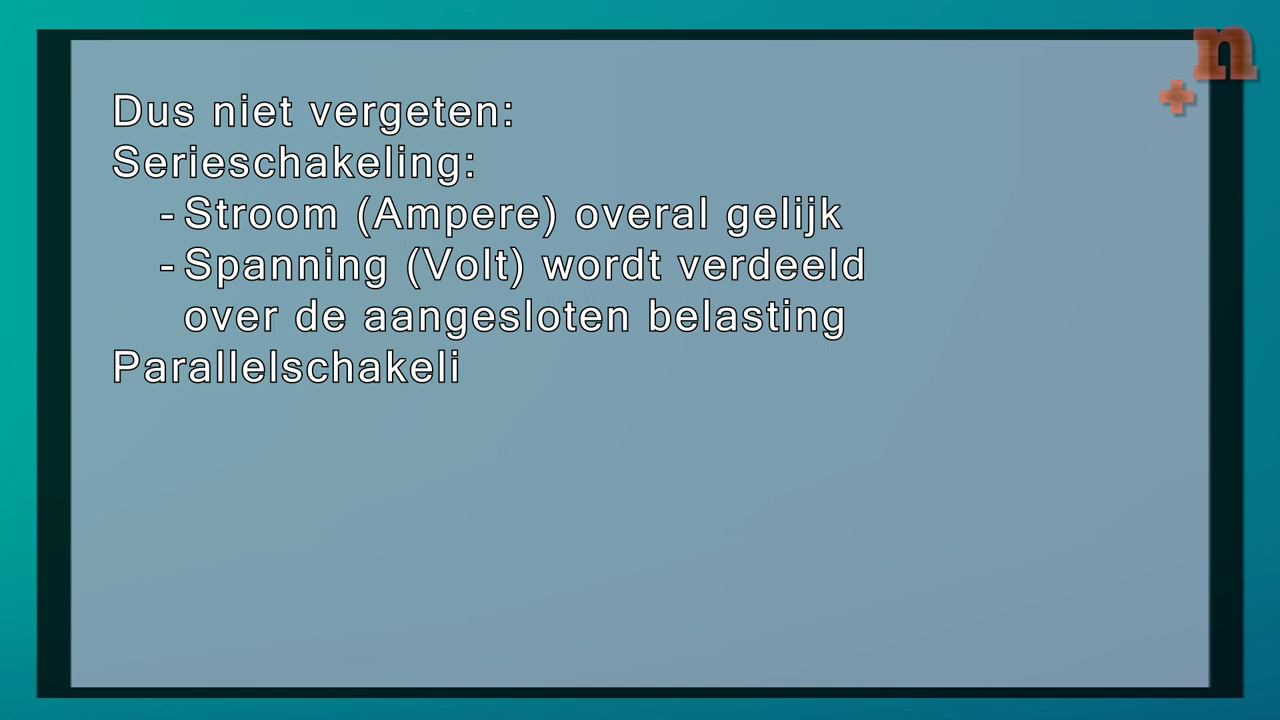 n
+
Dus niet vergeten:
Serieschakeling:
- Stroom (Ampere) overal gelijk
- Spanning (Volt) wordt verdeeld
over de aangesloten belasting
Parallelschakeli